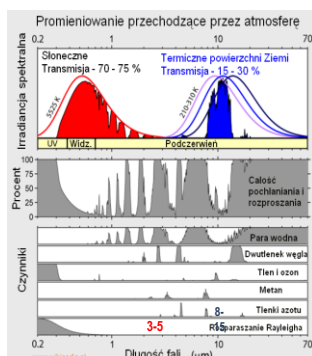 Promieniowanie przechodzące przez atmosferę
0.2 1 10 70
Słoneczne
Transmisja - 70 - 75 %
Termiczne powierzchni Ziemi
Transmisja - 15 - 30 %
Irradiancja spektralna
5525 K
210-310 K
UV Widz. Podczerwień
Procent
100
75
50
25
0
Całość
pochłaniania i
rozproszania
Czynniki
Para wodna
Dwutlenek węgla
Tlen i ozon
Metan
Tlenki azotu
8-
15
3-5
Rozpraszanie Rayleigha
0.2 1 10 70
Długość fali (µm)